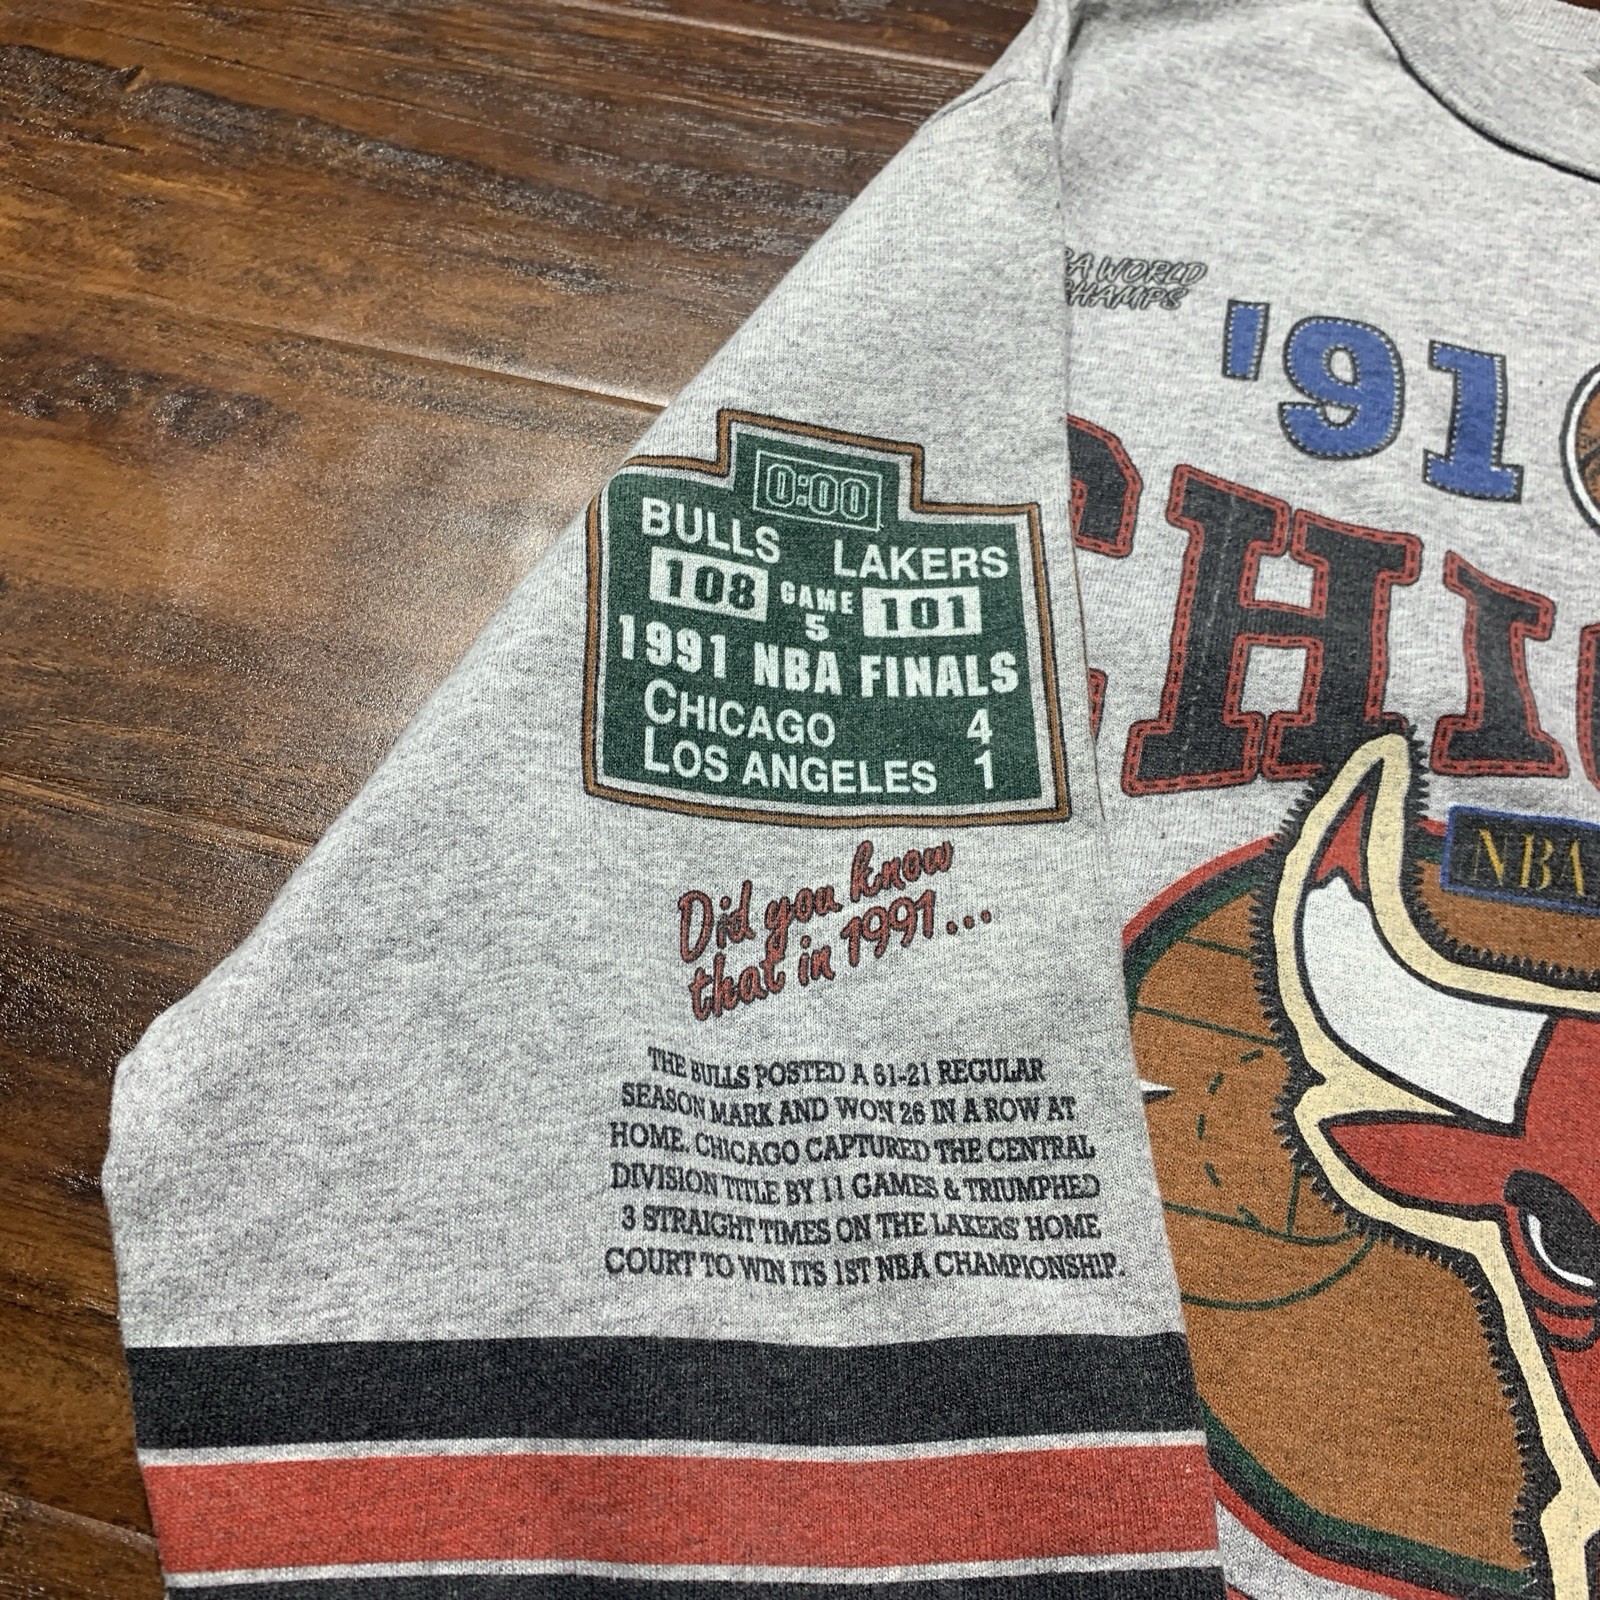 A WORLD
CHAMPS
'91
CHI
NBA
0:00
BULLS LAKERS
108 GAME 5 101
1991 NBA FINALS
CHICAGO 4
LOS ANGELES 1
Did you know
that in 1991...
THE BULLS POSTED A 61-21 REGULAR
SEASON MARK AND WON 26 IN A ROW AT
HOME. CHICAGO CAPTURED THE CENTRAL
DIVISION TITLE BY 11 GAMES & TRIUMPHED
3 STRAIGHT TIMES ON THE LAKERS' HOME
COURT TO WIN ITS 1ST NBA CHAMPIONSHIP.